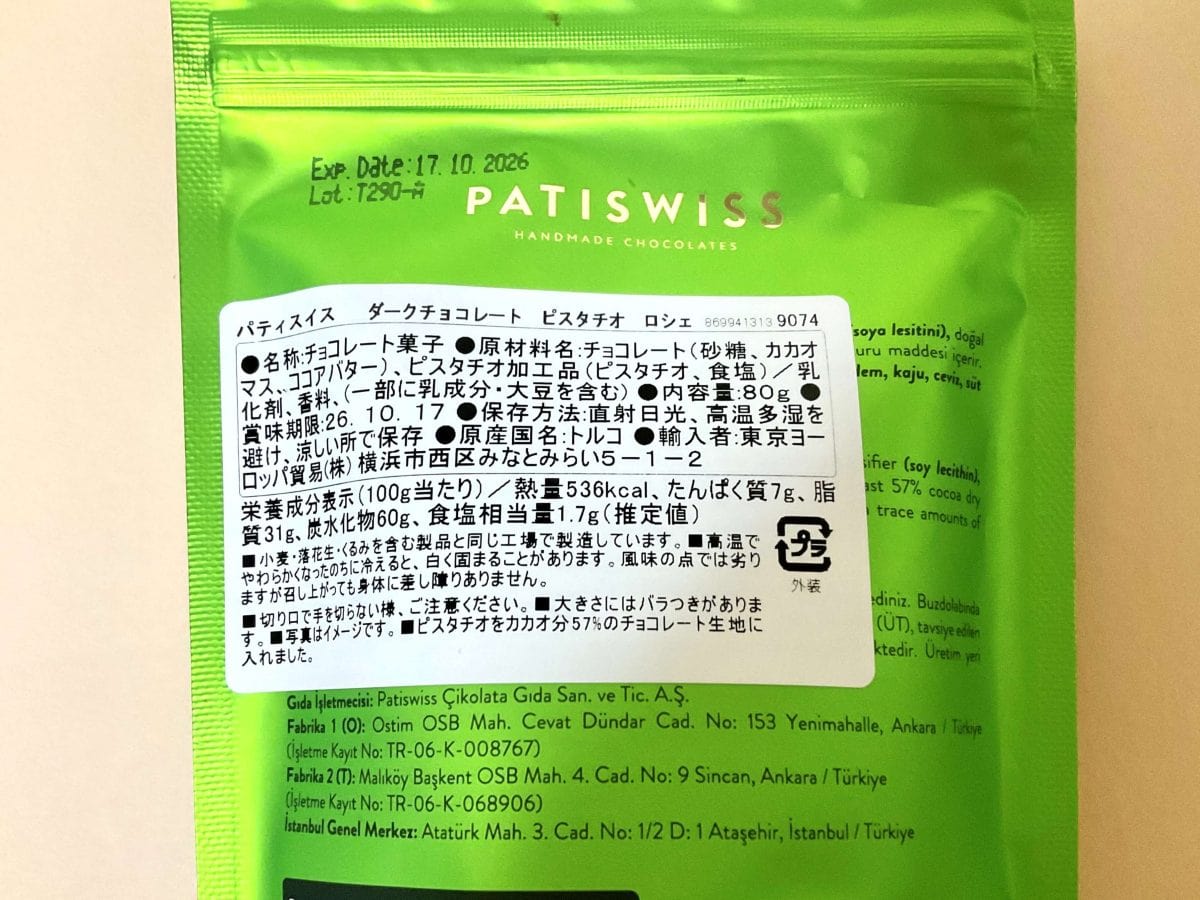 Exp. Date:17. 10. 2026
Lot:T290-A
PATISWiSS
HANDMADE CHOCOLATES
パティスイス ダークチョコレート ピスタチオ ロシェ 869941313 9074
●名称:チョコレート菓子 ●原材料名:チョコレート(砂糖、カカオ
マス、ココアバター)、ピスタチオ加工品(ピスタチオ、食塩)/乳
化剤、香料、(一部に乳成分・大豆を含む) ●内容量:80g ●
賞味期限:26. 10. 17 ●保存方法:直射日光、高温多湿を
避け、涼しい所で保存 ●原産国名:トルコ ●輸入者:東京ヨー
ロッパ貿易(株) 横浜市西区みなとみらい5-1-2
栄養成分表示(100g当たり)/熱量536kcal、たんぱく質7g、脂
質31g、炭水化物60g、食塩相当量1.7g(推定値)
■小麦・落花生・くるみを含む製品と同じ工場で製造しています。■高温で
やわらかくなったのちに冷えると、白く固まることがあります。風味の点では劣り
ますが召し上がっても身体に差し障りありません。
■切り口で手を切らない様、ご注意ください。■大きさにはバラつきがありま
す。■写真はイメージです。■ピスタチオをカカオ分57%のチョコレート生地に
入れました。
プラ
外装
(soya lesitini), doğal
uru maddesi içerir.
lem, kaju, ceviz, süt
ifier (soy lecithin),
ast 57% cocoa dry
trace amounts of
ediniz. Buzdolabında
(ÜT), tavsiye edilen
ktedir. Üretim yeri
Gıda İşletmecisi: Patiswiss Çikolata Gıda San. ve Tic. A.Ş.
Fabrika 1 (O): Ostim OSB Mah. Cevat Dündar Cad. No: 153 Yenimahalle, Ankara / Türkiye
(İşletme Kayıt No: TR-06-K-008767)
Fabrika 2 (T): Malıköy Başkent OSB Mah. 4. Cad. No: 9 Sincan, Ankara / Türkiye
(İşletme Kayıt No: TR-06-K-068906)
İstanbul Genel Merkez: Atatürk Mah. 3. Cad. No: 1/2 D: 1 Ataşehir, İstanbul / Türkiye